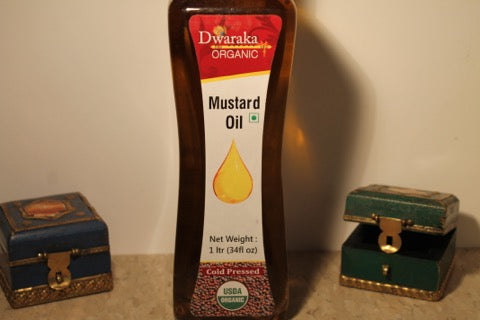 Dwaraka
ORGANIC
Mustard
Oil
Net Weight :
1 ltr (34fl oz)
Cold Pressed
USDA
ORGANIC